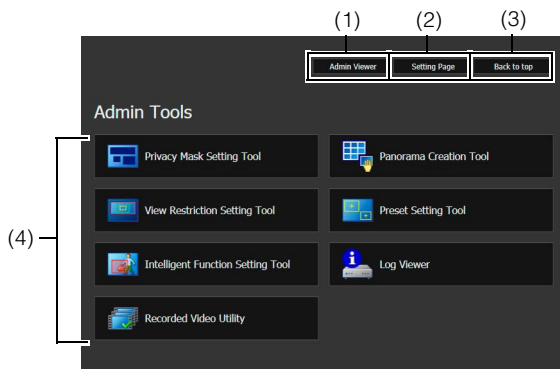 (1) (2) (3)
Admin Viewer Setting Page Back to top
Admin Tools
Privacy Mask Setting Tool Panorama Creation Tool
View Restriction Setting Tool Preset Setting Tool
(4)
Intelligent Function Setting Tool Log Viewer
Recorded Video Utility